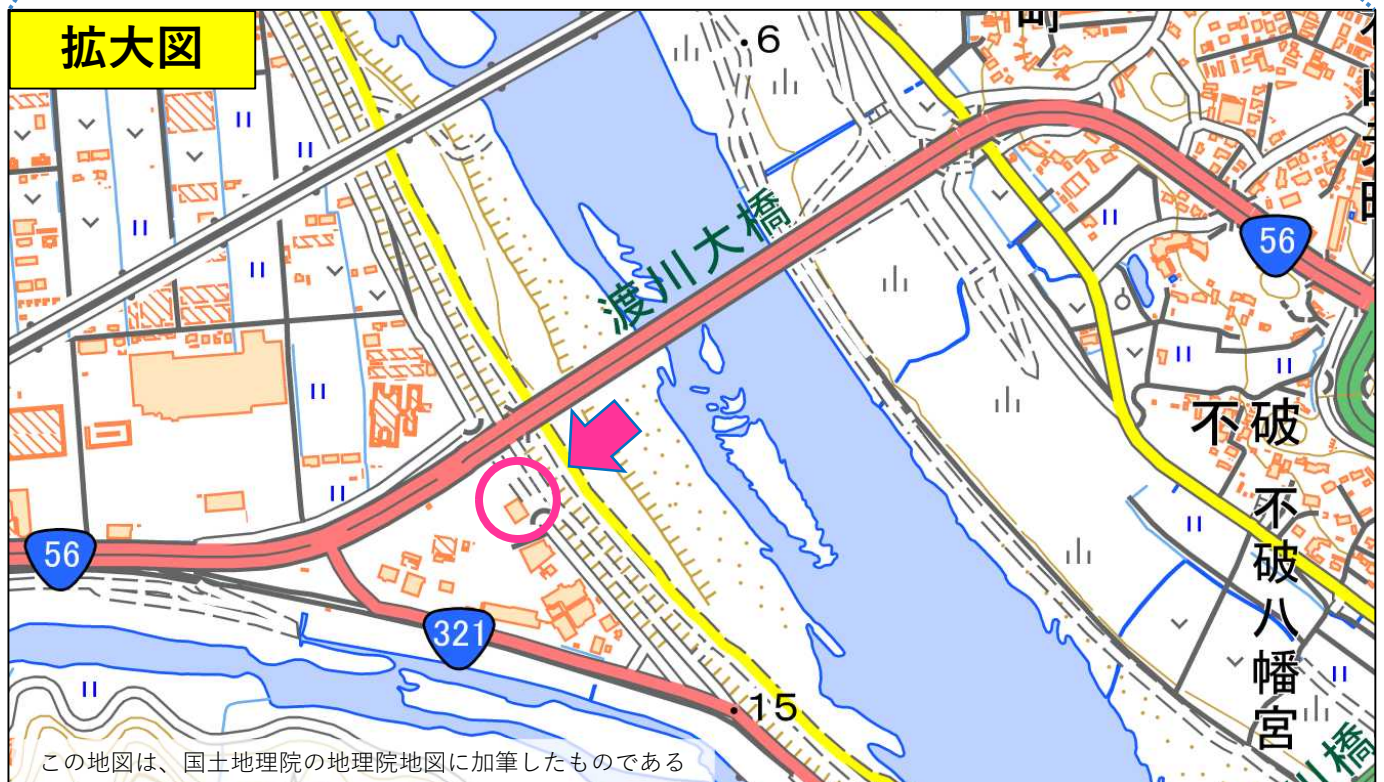 拡大図
町
・6
渡川大橋
56
不破
不破八幡宮
56
321
・15
橋
この地図は、国土地理院の地理院地図に加筆したものである